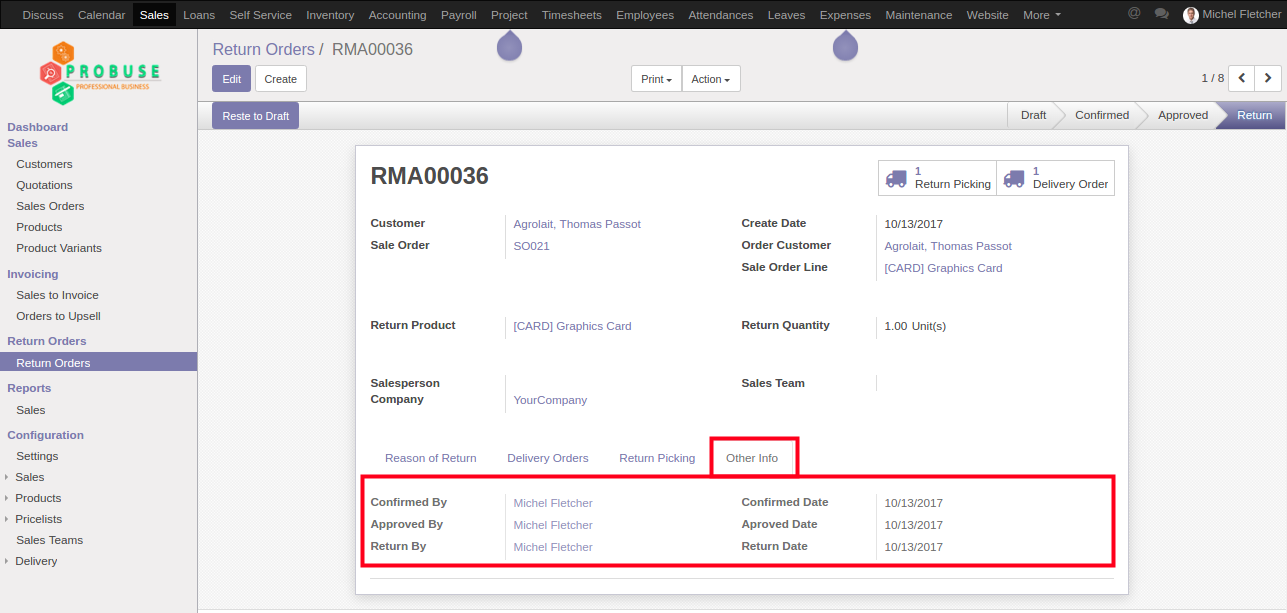 Discuss Calendar Sales Loans Self Service Inventory Accounting Payroll Project Timesheets Employees Attendances Leaves Expenses Maintenance Website More @ Michel Fletcher
PROBUSE
PROFESSIONAL BUSINESS
Dashboard
Sales
Customers
Quotations
Sales Orders
Products
Product Variants
Invoicing
Sales to Invoice
Orders to Upsell
Return Orders
Return Orders
Reports
Sales
Configuration
Settings
Sales
Products
Pricelists
Sales Teams
Delivery
Return Orders / RMA00036
Edit Create Print Action 1 / 8
Reste to Draft Draft Confirmed Approved Return
RMA00036
1
Return Picking
1
Delivery Order
Customer Agrolait, Thomas Passot
Sale Order SO021
Create Date 10/13/2017
Order Customer Agrolait, Thomas Passot
Sale Order Line [CARD] Graphics Card
Return Product [CARD] Graphics Card
Return Quantity 1.00 Unit(s)
Salesperson
Company YourCompany
Sales Team
Reason of Return Delivery Orders Return Picking Other Info
Confirmed By Michel Fletcher
Approved By Michel Fletcher
Return By Michel Fletcher
Confirmed Date 10/13/2017
Aproved Date 10/13/2017
Return Date 10/13/2017